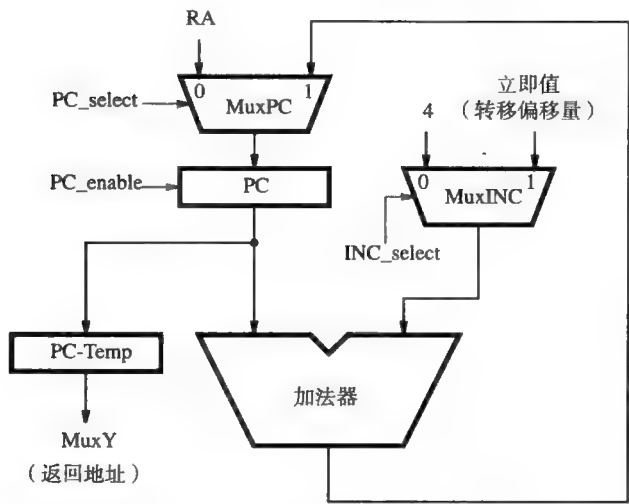 RA
0
1
PC_select
MuxPC
立即值
4
（转移偏移量）
PC_enable
PC
0
1
MuxINC
INC_select
PC-Temp
加法器
MuxY
（返回地址）